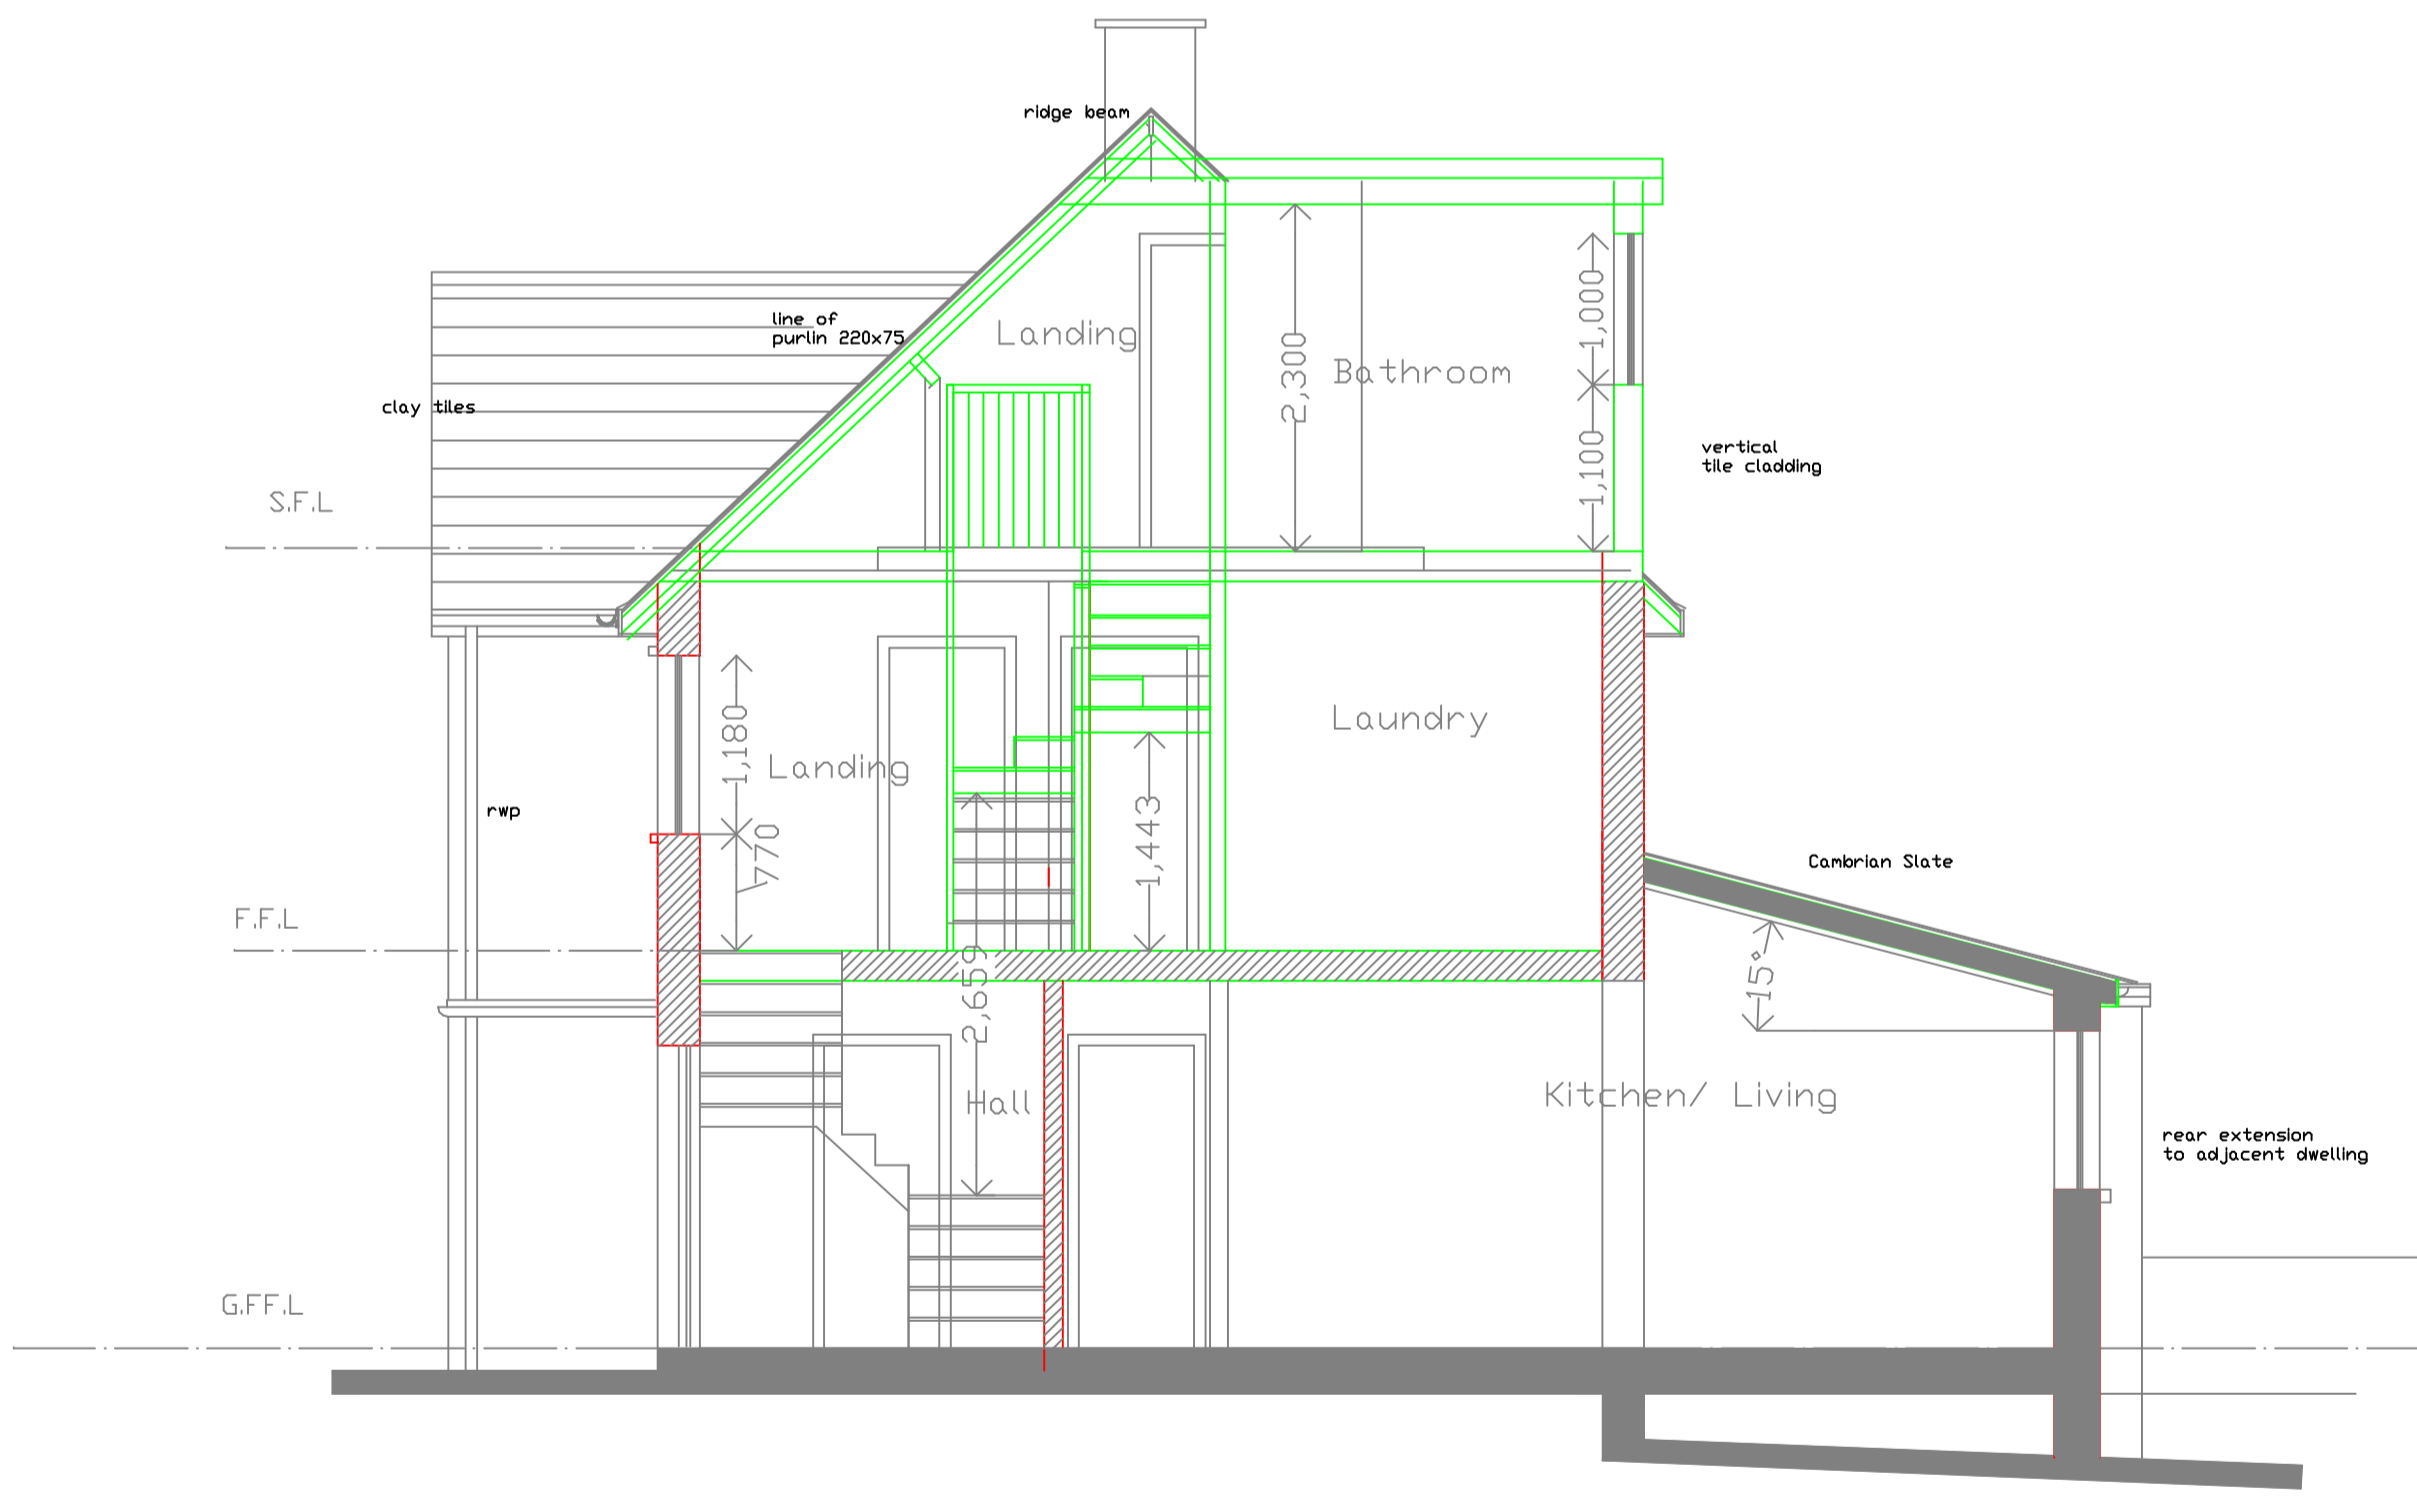 ridge beam
line of
purlin 220x75
Landing
2,300
Bathroom
1,000
clay tiles
1,100
vertical
tile cladding
S.F.L
1,180
Landing
Laundry
rwp
770
1,443
Cambrian Slate
F.F.L
2,659
15°
Hall
Kitchen/ Living
rear extension
to adjacent dwelling
G.FF.L